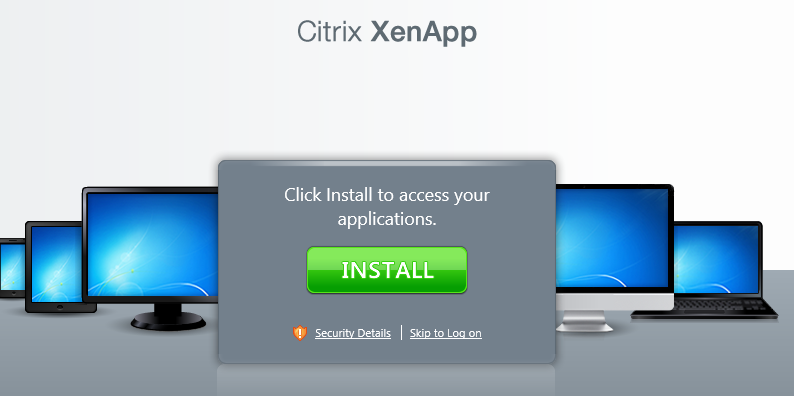 Citrix XenApp
Click Install to access your
applications.
INSTALL
Security Details | Skip to Log on